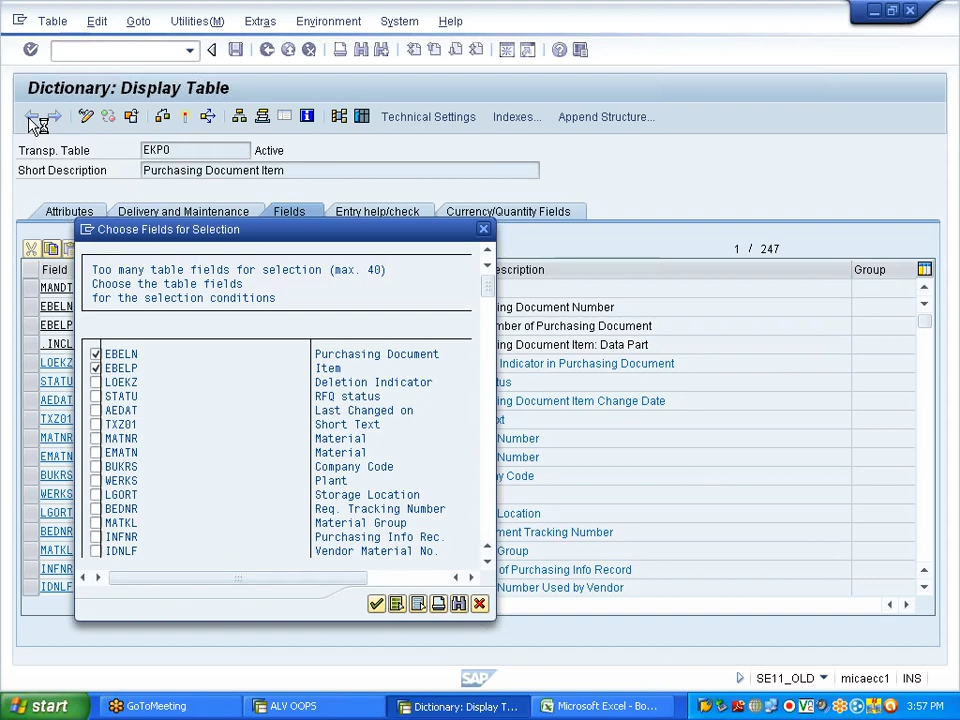 Table Edit Goto Utilities(M) Extras Environment System Help
Dictionary: Display Table
Technical Settings Indexes... Append Structure...
Transp. Table EKPO Active
Short Description Purchasing Document Item
Attributes Delivery and Maintenance Fields Entry help/check Currency/Quantity Fields
Choose Fields for Selection
1 / 247
Field
MANDT
EBELN
EBELP
.INCL
LOEKZ
STATU
AEDAT
TXZ01
MATNR
EMATN
BUKRS
WERKS
LGORT
BEDNR
MATKL
INFNR
IDNLF
Too many table fields for selection (max. 40)
Choose the table fields
for the selection conditions
EBELN Purchasing Document
EBELP Item
LOEKZ Deletion Indicator
STATU RFQ status
AEDAT Last Changed on
TXZ01 Short Text
MATNR Material
EMATN Material
BUKRS Company Code
WERKS Plant
LGORT Storage Location
BEDNR Req. Tracking Number
MATKL Material Group
INFNR Purchasing Info Rec.
IDNLF Vendor Material No.
scription Group
ing Document Number
mber of Purchasing Document
ing Document Item: Data Part
Indicator in Purchasing Document
tus
ing Document Item Change Date
xt
Number
Number
y Code
Location
ment Tracking Number
Group
of Purchasing Info Record
Number Used by Vendor
SAP
SE11_OLD micaecc1 INS
start GoToMeeting ALV OOPS Dictionary: Display T... Microsoft Excel - Bo... 3:57 PM